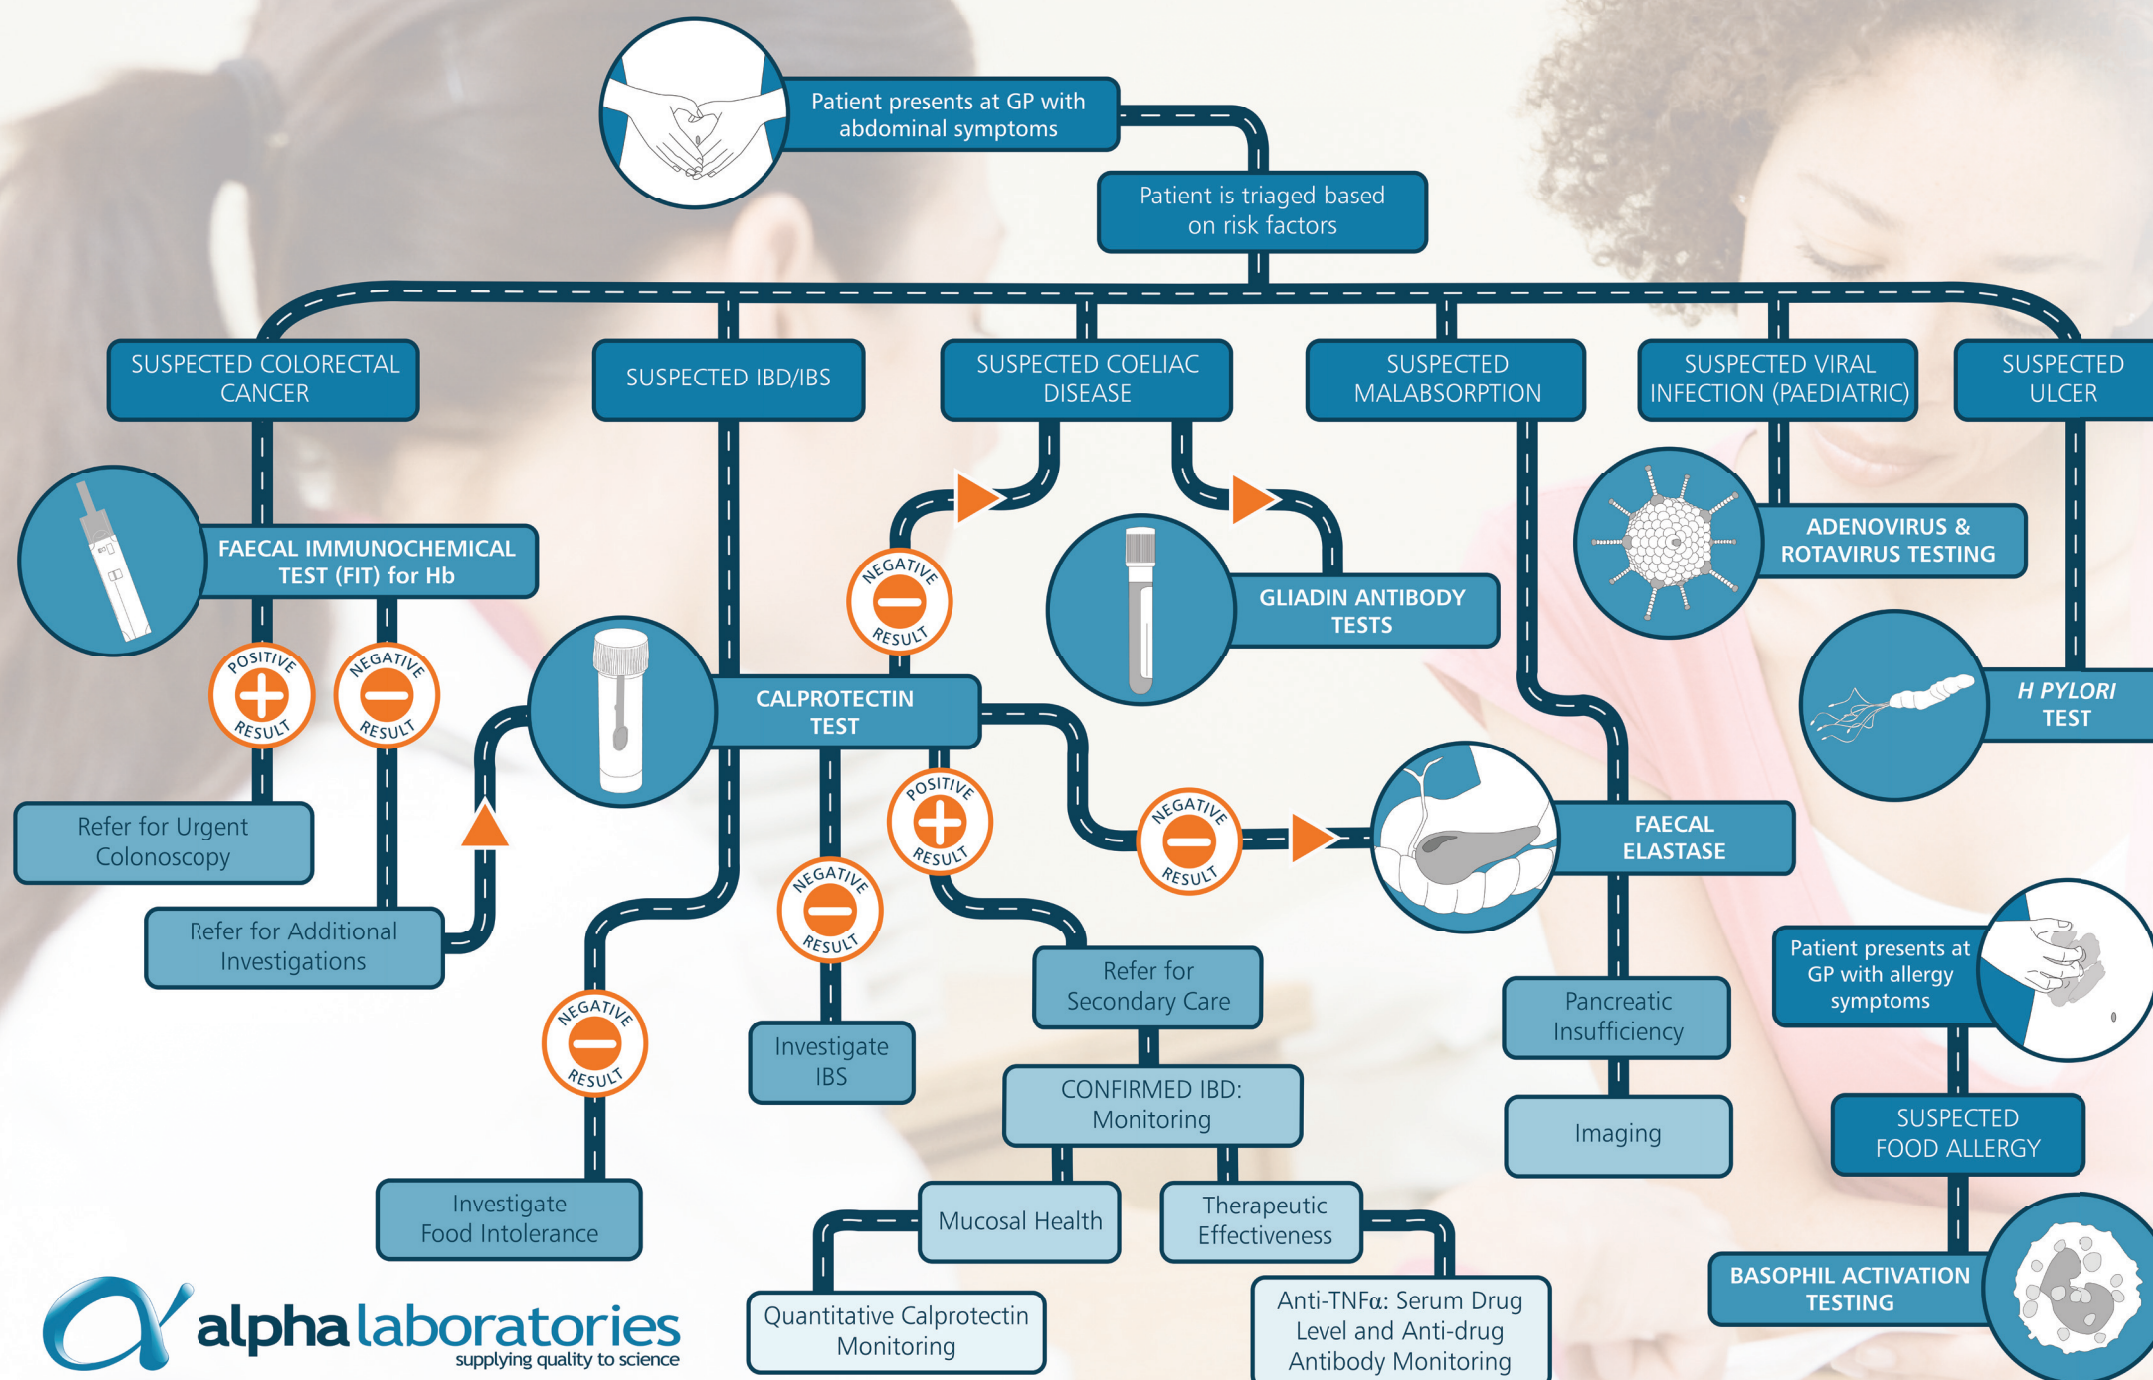 Patient presents at GP with
abdominal symptoms
Patient is triaged based
on risk factors
SUSPECTED COLORECTAL
CANCER
SUSPECTED IBD/IBS
SUSPECTED COELIAC
DISEASE
SUSPECTED
MALABSORPTION
SUSPECTED VIRAL
INFECTION (PAEDIATRIC)
SUSPECTED
ULCER
FAECAL IMMUNOCHEMICAL
TEST (FIT) for Hb
ADENOVIRUS &
ROTAVIRUS TESTING
NEGATIVE
RESULT
GLIADIN ANTIBODY
TESTS
POSITIVE
RESULT
NEGATIVE
RESULT
CALPROTECTIN
TEST
H PYLORI
TEST
Refer for Urgent
Colonoscopy
POSITIVE
RESULT
NEGATIVE
RESULT
FAECAL
ELASTASE
NEGATIVE
RESULT
Refer for Additional
Investigations
Refer for
Secondary Care
Pancreatic
Insufficiency
Patient presents at
GP with allergy
symptoms
NEGATIVE
RESULT
Investigate
IBS
CONFIRMED IBD:
Monitoring
Imaging
SUSPECTED
FOOD ALLERGY
Investigate
Food Intolerance
Mucosal Health
Therapeutic
Effectiveness
BASOPHIL ACTIVATION
TESTING
Quantitative Calprotectin
Monitoring
Anti-TNFα: Serum Drug
Level and Anti-drug
Antibody Monitoring
alpha laboratories
supplying quality to science